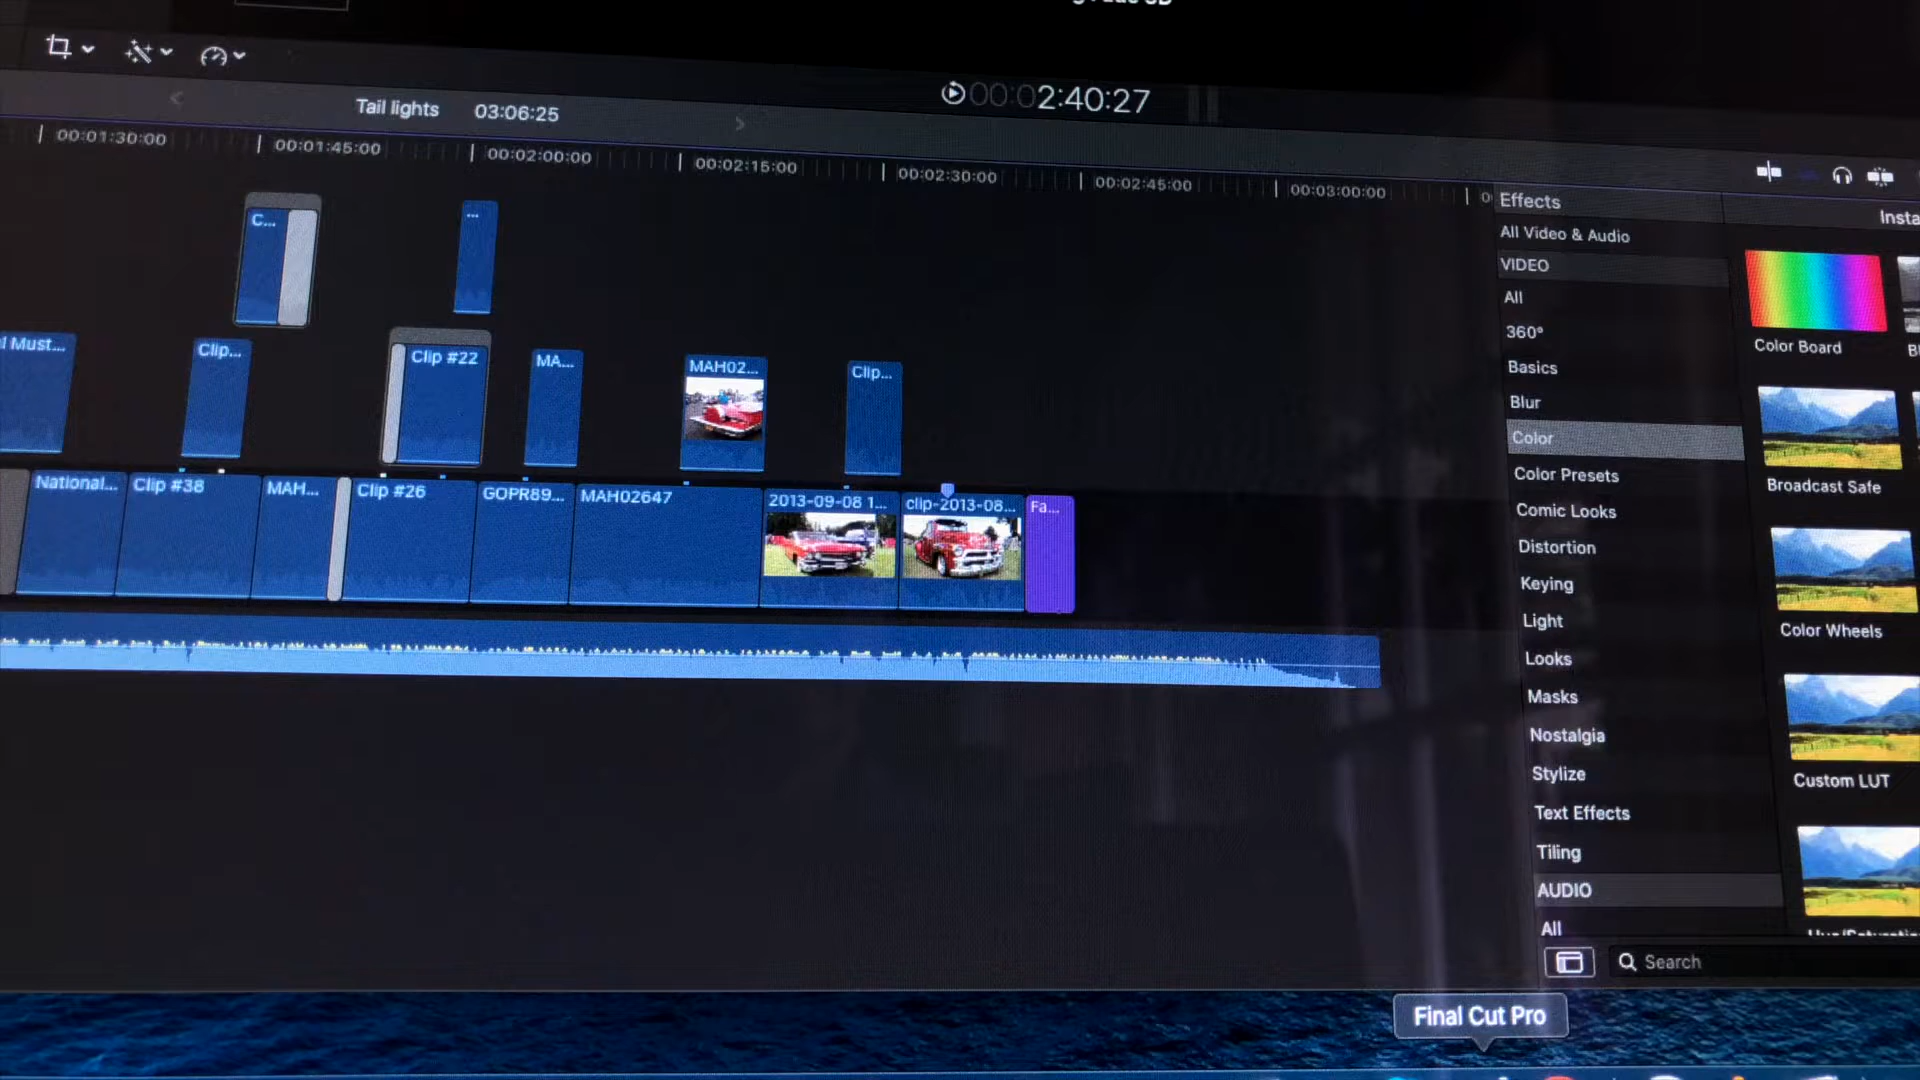 00:02:40:27
Tail lights 03:06:25
00:01:30:00 00:01:45:00 00:02:00:00 00:02:15:00 00:02:30:00 00:02:45:00 00:03:00:00
C... ...
l Must... Clip... Clip #22 MA... MAH02... Clip...
National... Clip #38 MAH... Clip #26 GOPR89... MAH02647 2013-09-08 1... clip-2013-08... Fa...
Effects
Insta
All Video & Audio
VIDEO
All
360°
Basics
Blur
Color
Color Presets
Comic Looks
Distortion
Keying
Light
Looks
Masks
Nostalgia
Stylize
Text Effects
Tiling
AUDIO
All
Color Board
Broadcast Safe
Color Wheels
Custom LUT
Search
Final Cut Pro